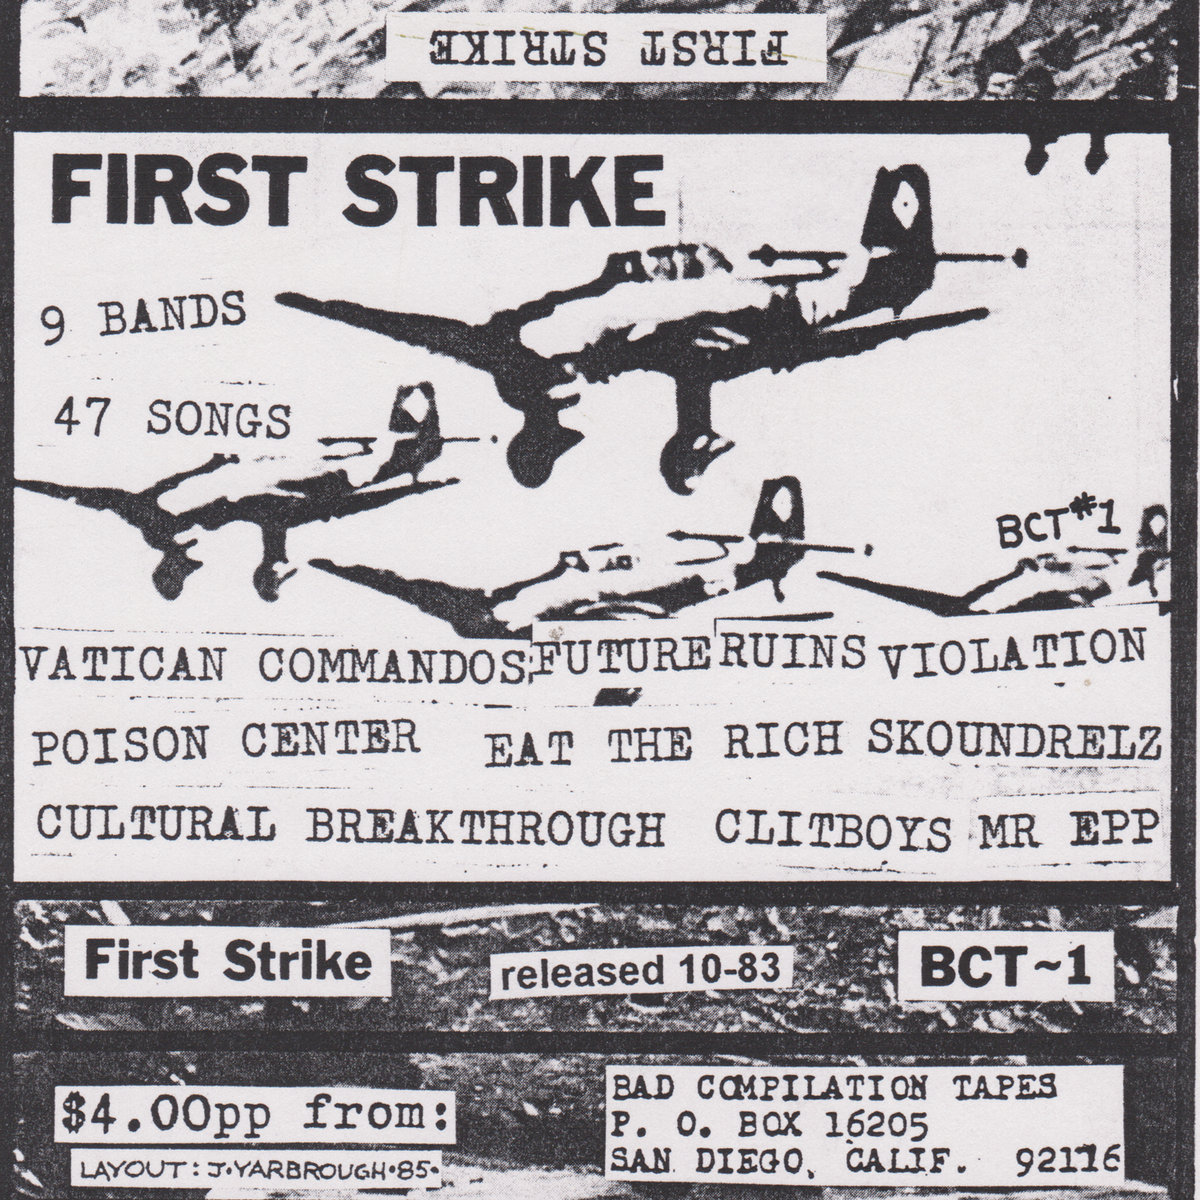 FIRST STRIKE
FIRST STRIKE
9 BANDS
47 SONGS
BCT#1
VATICAN COMMANDOS FUTURE RUINS VIOLATION
POISON CENTER EAT THE RICH SKOUNDRELZ
CULTURAL BREAKTHROUGH CLITBOYS MR EPP
First Strike released 10-83 BCT~1
$4.00pp from:
LAYOUT: J.YARBROUGH.85.
BAD COMPILATION TAPES
P. O. BOX 16205
SAN DIEGO, CALIF. 92116